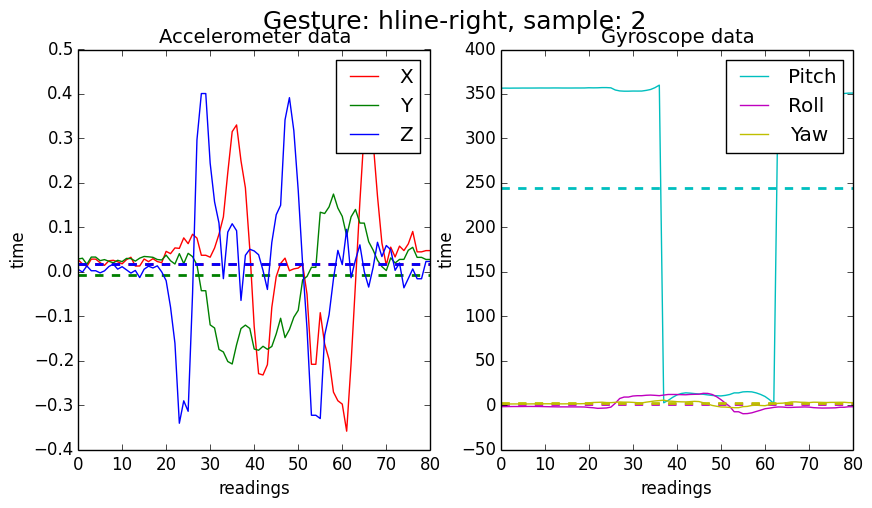 Gesture: hline-right, sample: 2
Accelerometer data
0.5
0.4
0.3
0.2
0.1
0.0
−0.1
−0.2
−0.3
−0.4
time
0 10 20 30 40 50 60 70 80
readings
X
Y
Z
Gyroscope data
400
350
300
250
200
150
100
50
0
−50
time
0 10 20 30 40 50 60 70 80
readings
Pitch
Roll
Yaw